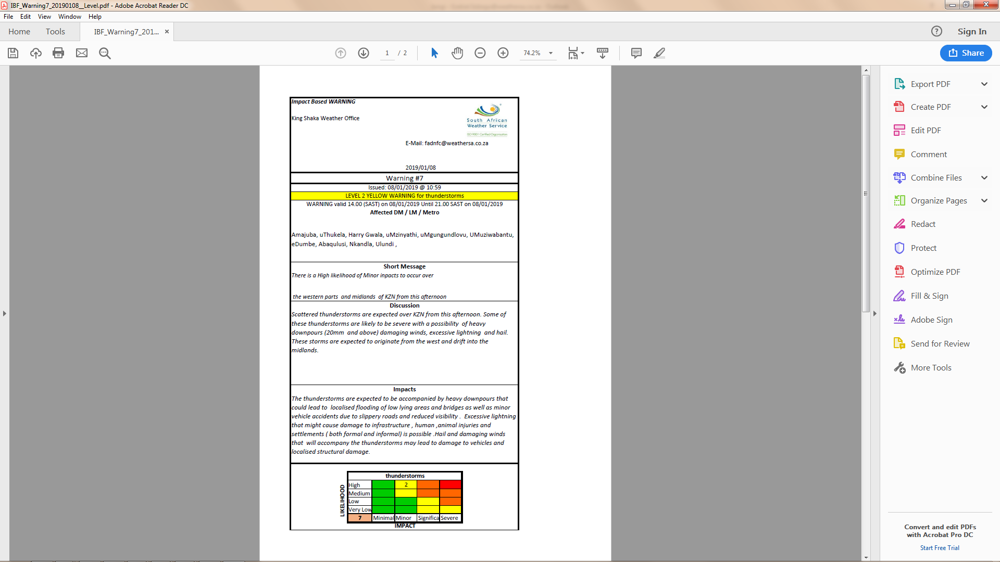 IBF_Warning7_20190108__Level.pdf - Adobe Acrobat Reader DC
File Edit View Window Help
Home Tools IBF_Warning7_201... × Sign In
1 / 2 74.2% Share
Impact Based WARNING
King Shaka Weather Office
South African
Weather Service
ISO 9001 Certified Organisation
E-Mail: fadnfc@weathersa.co.za
2019/01/08
Warning #7
Issued: 08/01/2019 @ 10:59
LEVEL 2 YELLOW WARNING for thunderstorms
WARNING valid 14.00 (SAST) on 08/01/2019 Until 21.00 SAST on 08/01/2019
Affected DM / LM / Metro
Amajuba, uThukela, Harry Gwala, uMzinyathi, uMgungundlovu, UMuziwabantu,
eDumbe, Abaqulusi, Nkandla, Ulundi ,
Short Message
There is a High likelihood of Minor inpacts to occur over
the western parts and midlands of KZN from this afternoon
Discussion
Scattered thunderstorms are expected over KZN from this afternoon. Some of
these thunderstorms are likely to be severe with a possibility of heavy
downpours (20mm and above) damaging winds, excessive lightning and hail.
These storms are expected to originate from the west and drift into the
midlands.
Impacts
The thunderstorms are expected to be accompanied by heavy downpours that
could lead to localised flooding of low lying areas and bridges as well as minor
vehicle accidents due to slippery roads and reduced visibility . Excessive lightning
that might cause damage to infrastructure , human ,animal injuries and
settlements ( both formal and informal) is possible .Hail and damaging winds
that will accompany the thunderstorms may lead to damage to vehicles and
localised structural damage.
thunderstorms
LIKELIHOOD
High 2
Medium
Low
Very Low
7 Minimal Minor Significa Severe
IMPACT
Export PDF
Create PDF
Edit PDF
Comment
Combine Files
Organize Pages
Redact
Protect
Optimize PDF
Fill & Sign
Adobe Sign
Send for Review
More Tools
Convert and edit PDFs
with Acrobat Pro DC
Start Free Trial